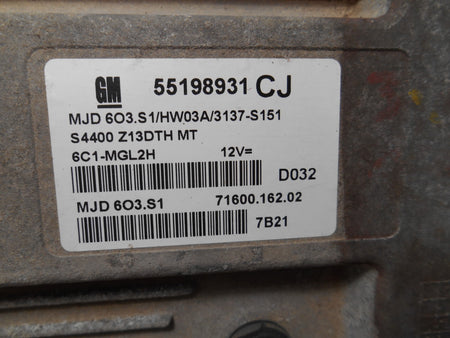 GM 55198931 CJ
MJD 6O3.S1/HW03A/3137-S151
S4400 Z13DTH MT
6C1-MGL2H 12V=
D032
MJD 6O3.S1 71600.162.02
7B21